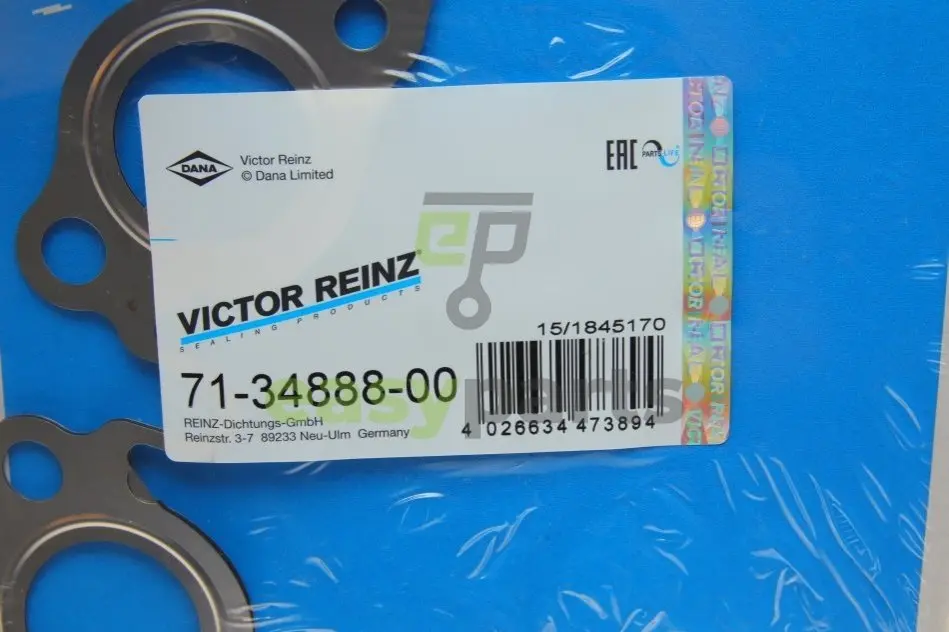 DANA
Victor Reinz
© Dana Limited
EAC
PARTS LIFE
ep
VICTOR REINZ®
SEALING PRODUCTS
15/1845170
71-34888-00
easyparts
REINZ-Dichtungs-GmbH
Reinzstr. 3-7 89233 Neu-Ulm Germany
4 026634 473894